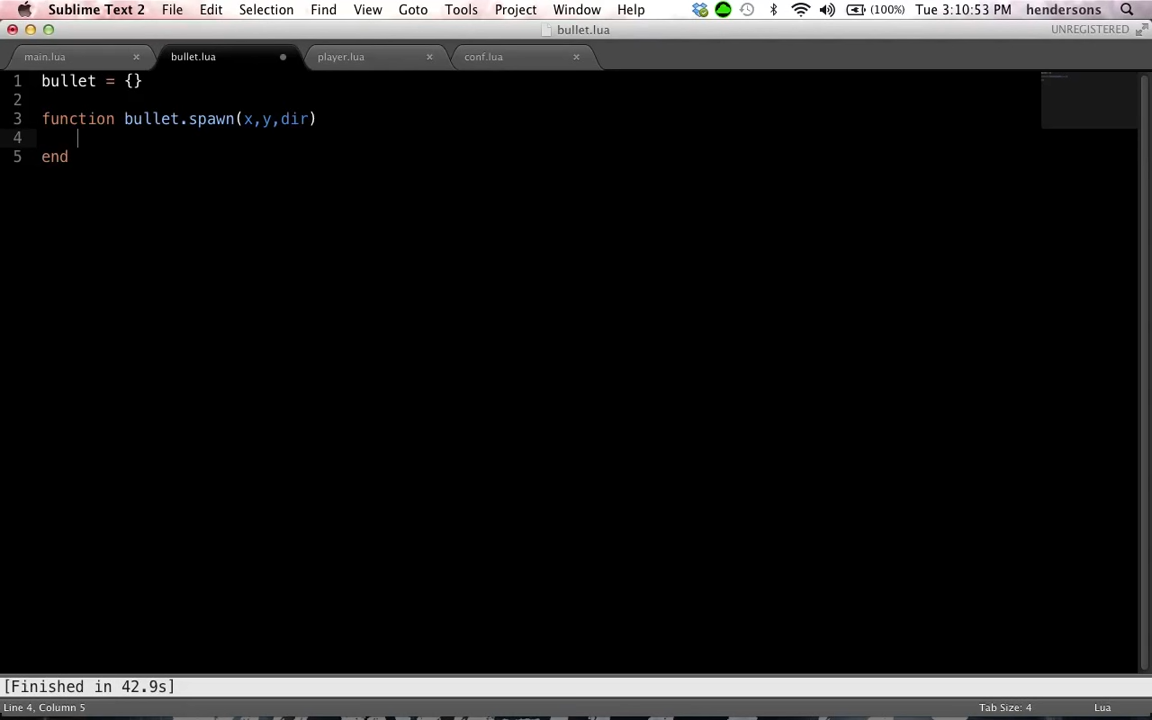 Sublime Text 2 File Edit Selection Find View Goto Tools Project Window Help (100%) Tue 3:10:53 PM hendersons
bullet.lua UNREGISTERED
main.lua bullet.lua player.lua conf.lua
1 bullet = {}
2
3 function bullet.spawn(x,y,dir)
4
5 end
[Finished in 42.9s]
Line 4, Column 5 Tab Size: 4 Lua